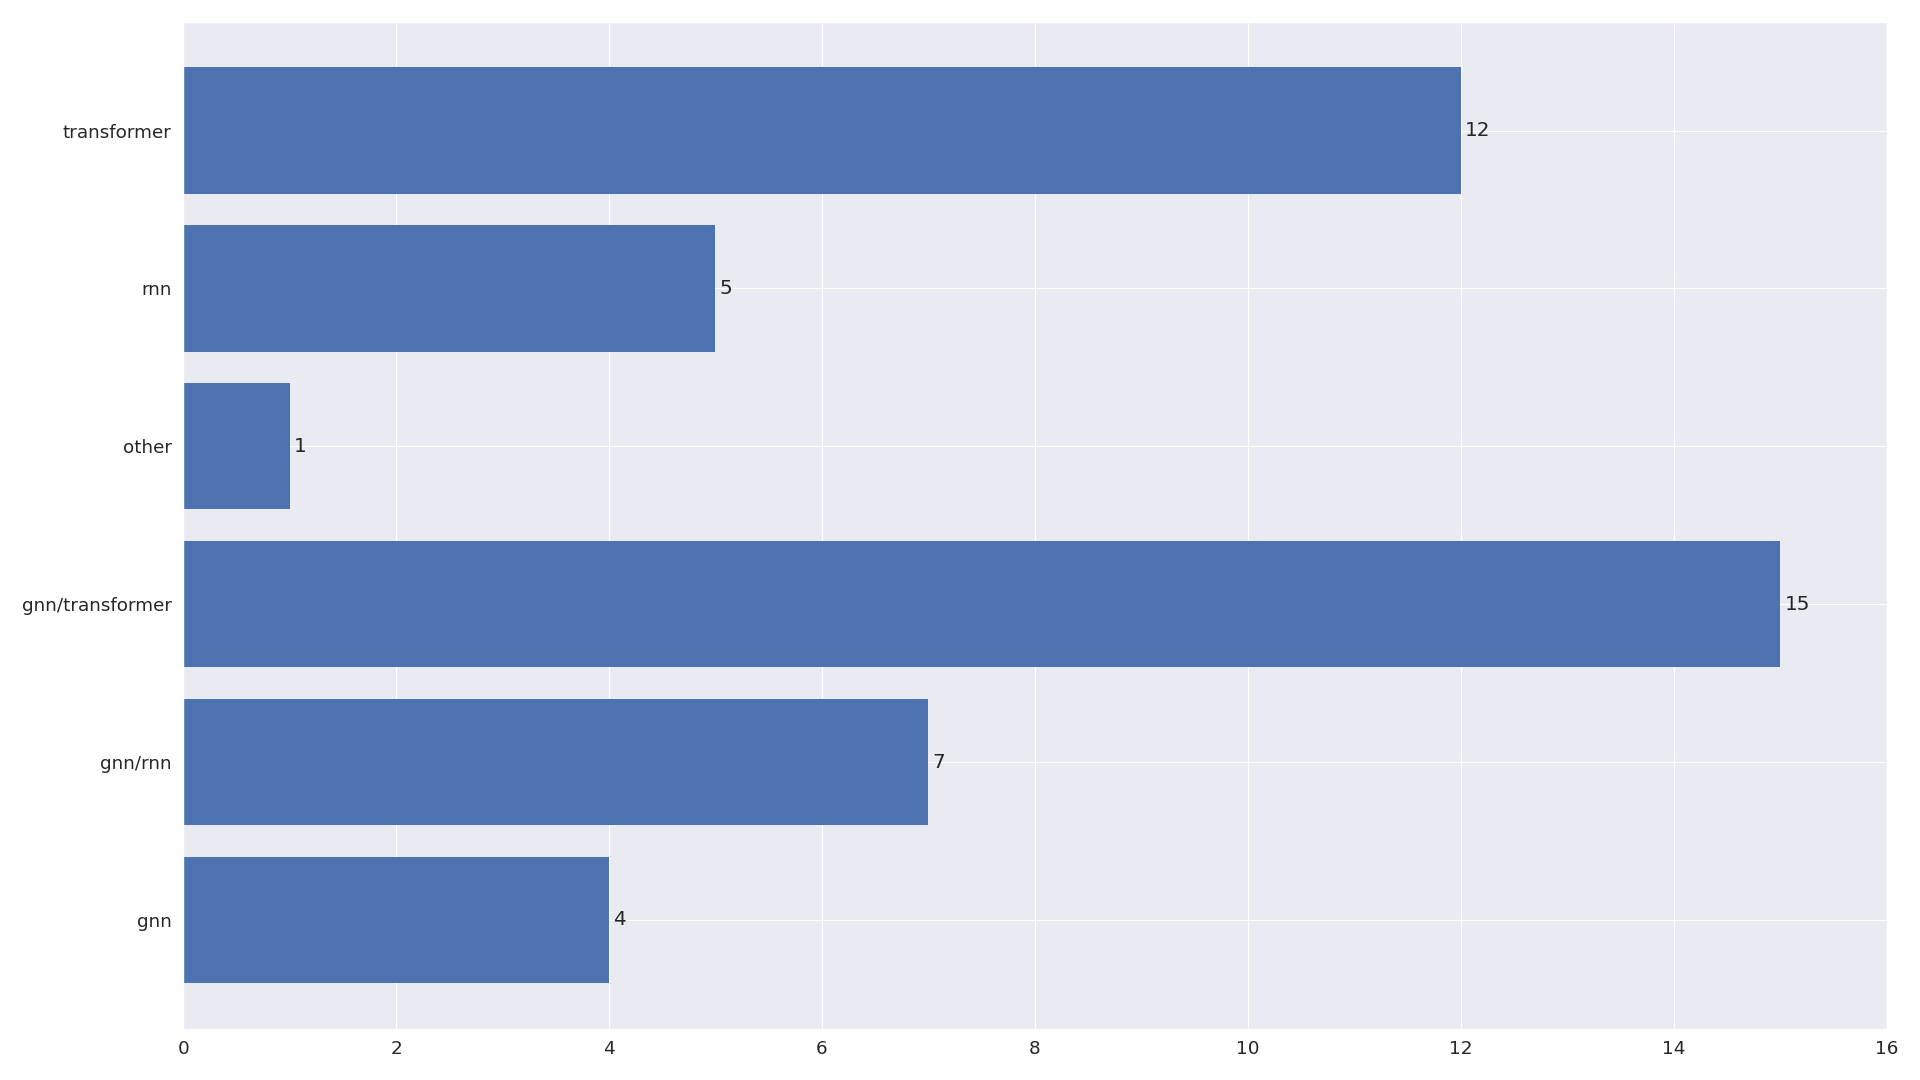 transformer
12
rnn
5
other
1
gnn/transformer
15
gnn/rnn
7
gnn
4
0 2 4 6 8 10 12 14 16